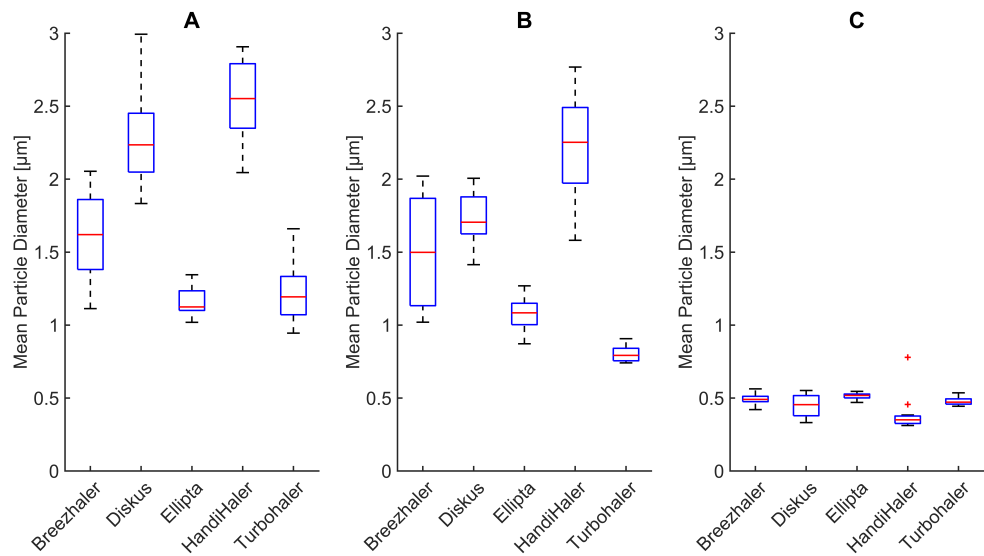 A
Mean Particle Diameter [µm]
3
2.5
2
1.5
1
0.5
0
Breezhaler
Diskus
Ellipta
HandiHaler
Turbohaler
B
Mean Particle Diameter [µm]
3
2.5
2
1.5
1
0.5
0
Breezhaler
Diskus
Ellipta
HandiHaler
Turbohaler
C
Mean Particle Diameter [µm]
3
2.5
2
1.5
1
0.5
0
Breezhaler
Diskus
Ellipta
HandiHaler
Turbohaler